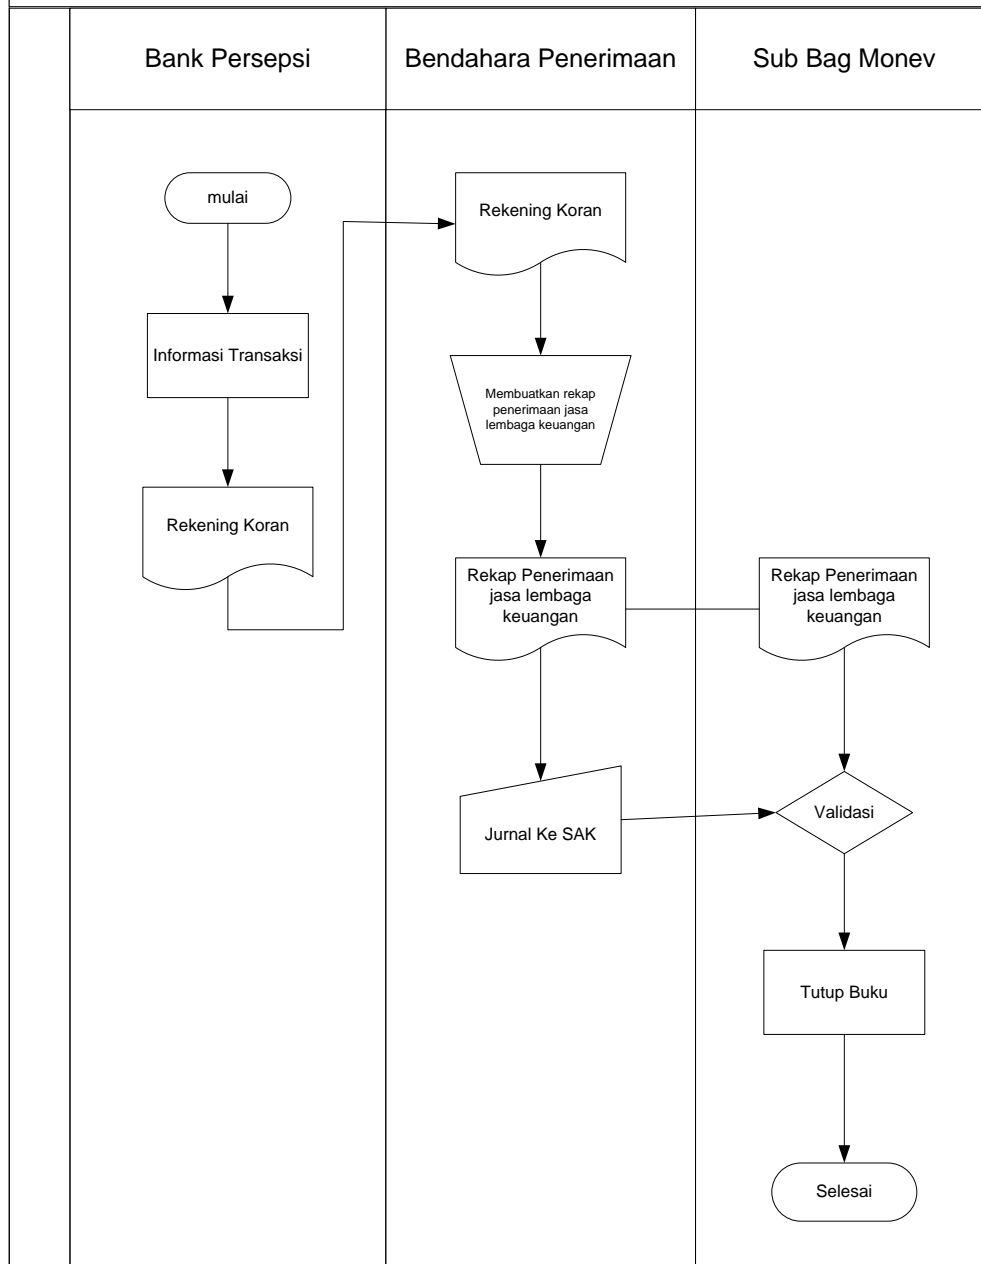 Bank Persepsi
Bendahara Penerimaan
Sub Bag Monev
mulai
Informasi Transaksi
Rekening Koran
Rekening Koran
Membuatkan rekap
penerimaan jasa
lembaga keuangan
Rekap Penerimaan
jasa lembaga
keuangan
Jurnal Ke SAK
Rekap Penerimaan
jasa lembaga
keuangan
Validasi
Tutup Buku
Selesai